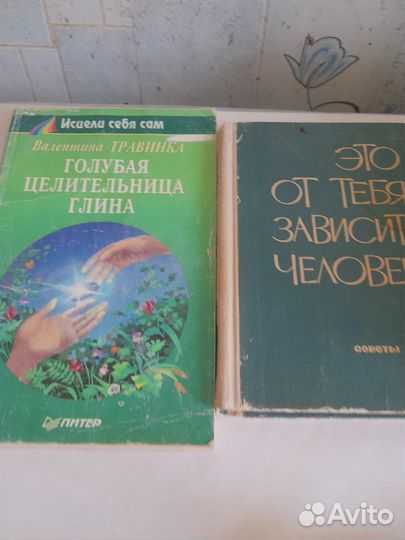 Исцели себя сам
Валентина ТРАВИНКА
ГОЛУБАЯ
ЦЕЛИТЕЛЬНИЦА
ГЛИНА
ПИТЕР
ЭТО
ОТ ТЕБЯ
ЗАВИСИТ
ЧЕЛОВЕ
советы
Avito